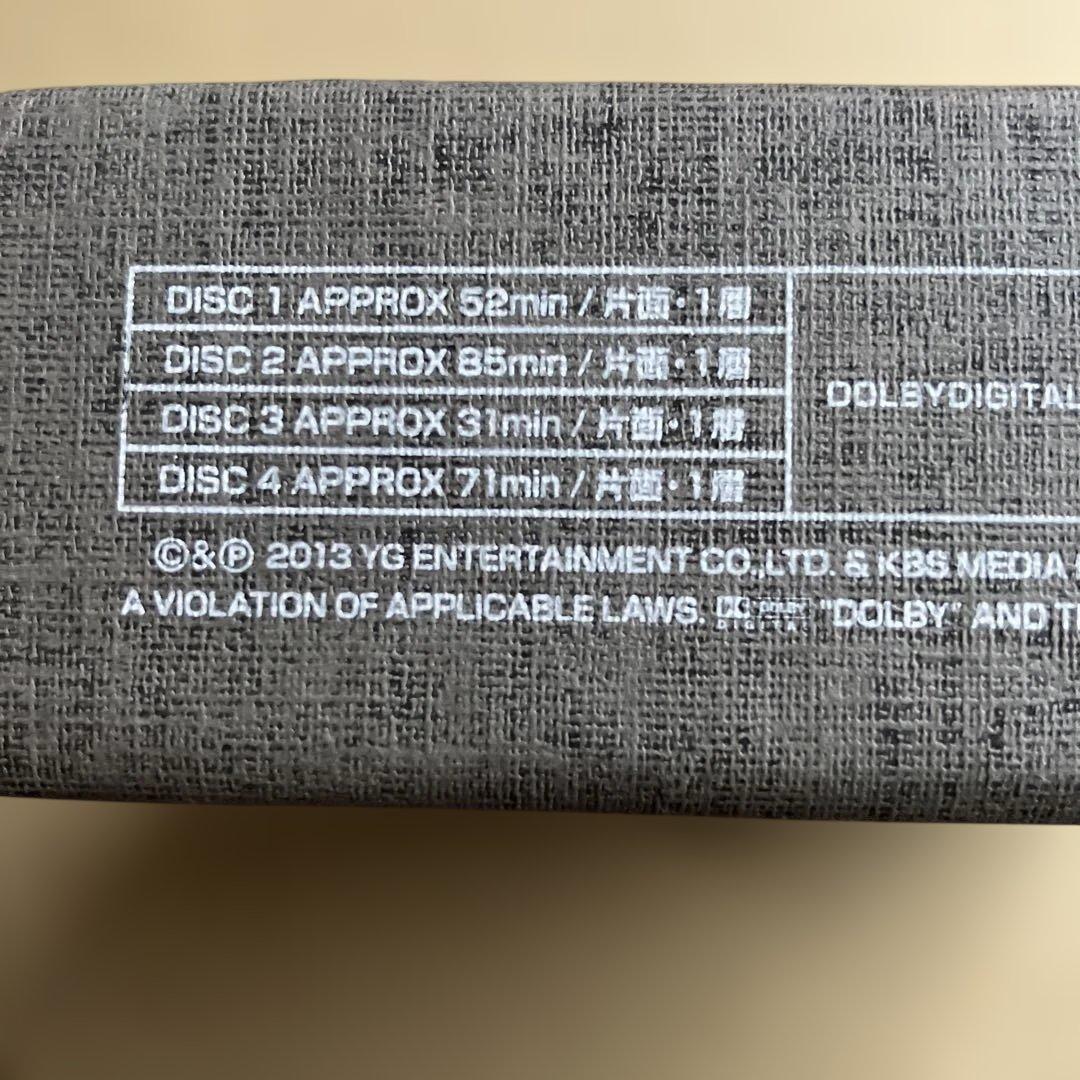 DISC 1 APPROX 52min / 片面・1層
DISC 2 APPROX 85min / 片面・1層
DISC 3 APPROX 31min / 片面・1層
DISC 4 APPROX 71min / 片面・1層
DOLBYDIGITAL
©&℗ 2013 YG ENTERTAINMENT CO.,LTD. & KBS MEDIA
A VIOLATION OF APPLICABLE LAWS. "DOLBY" AND